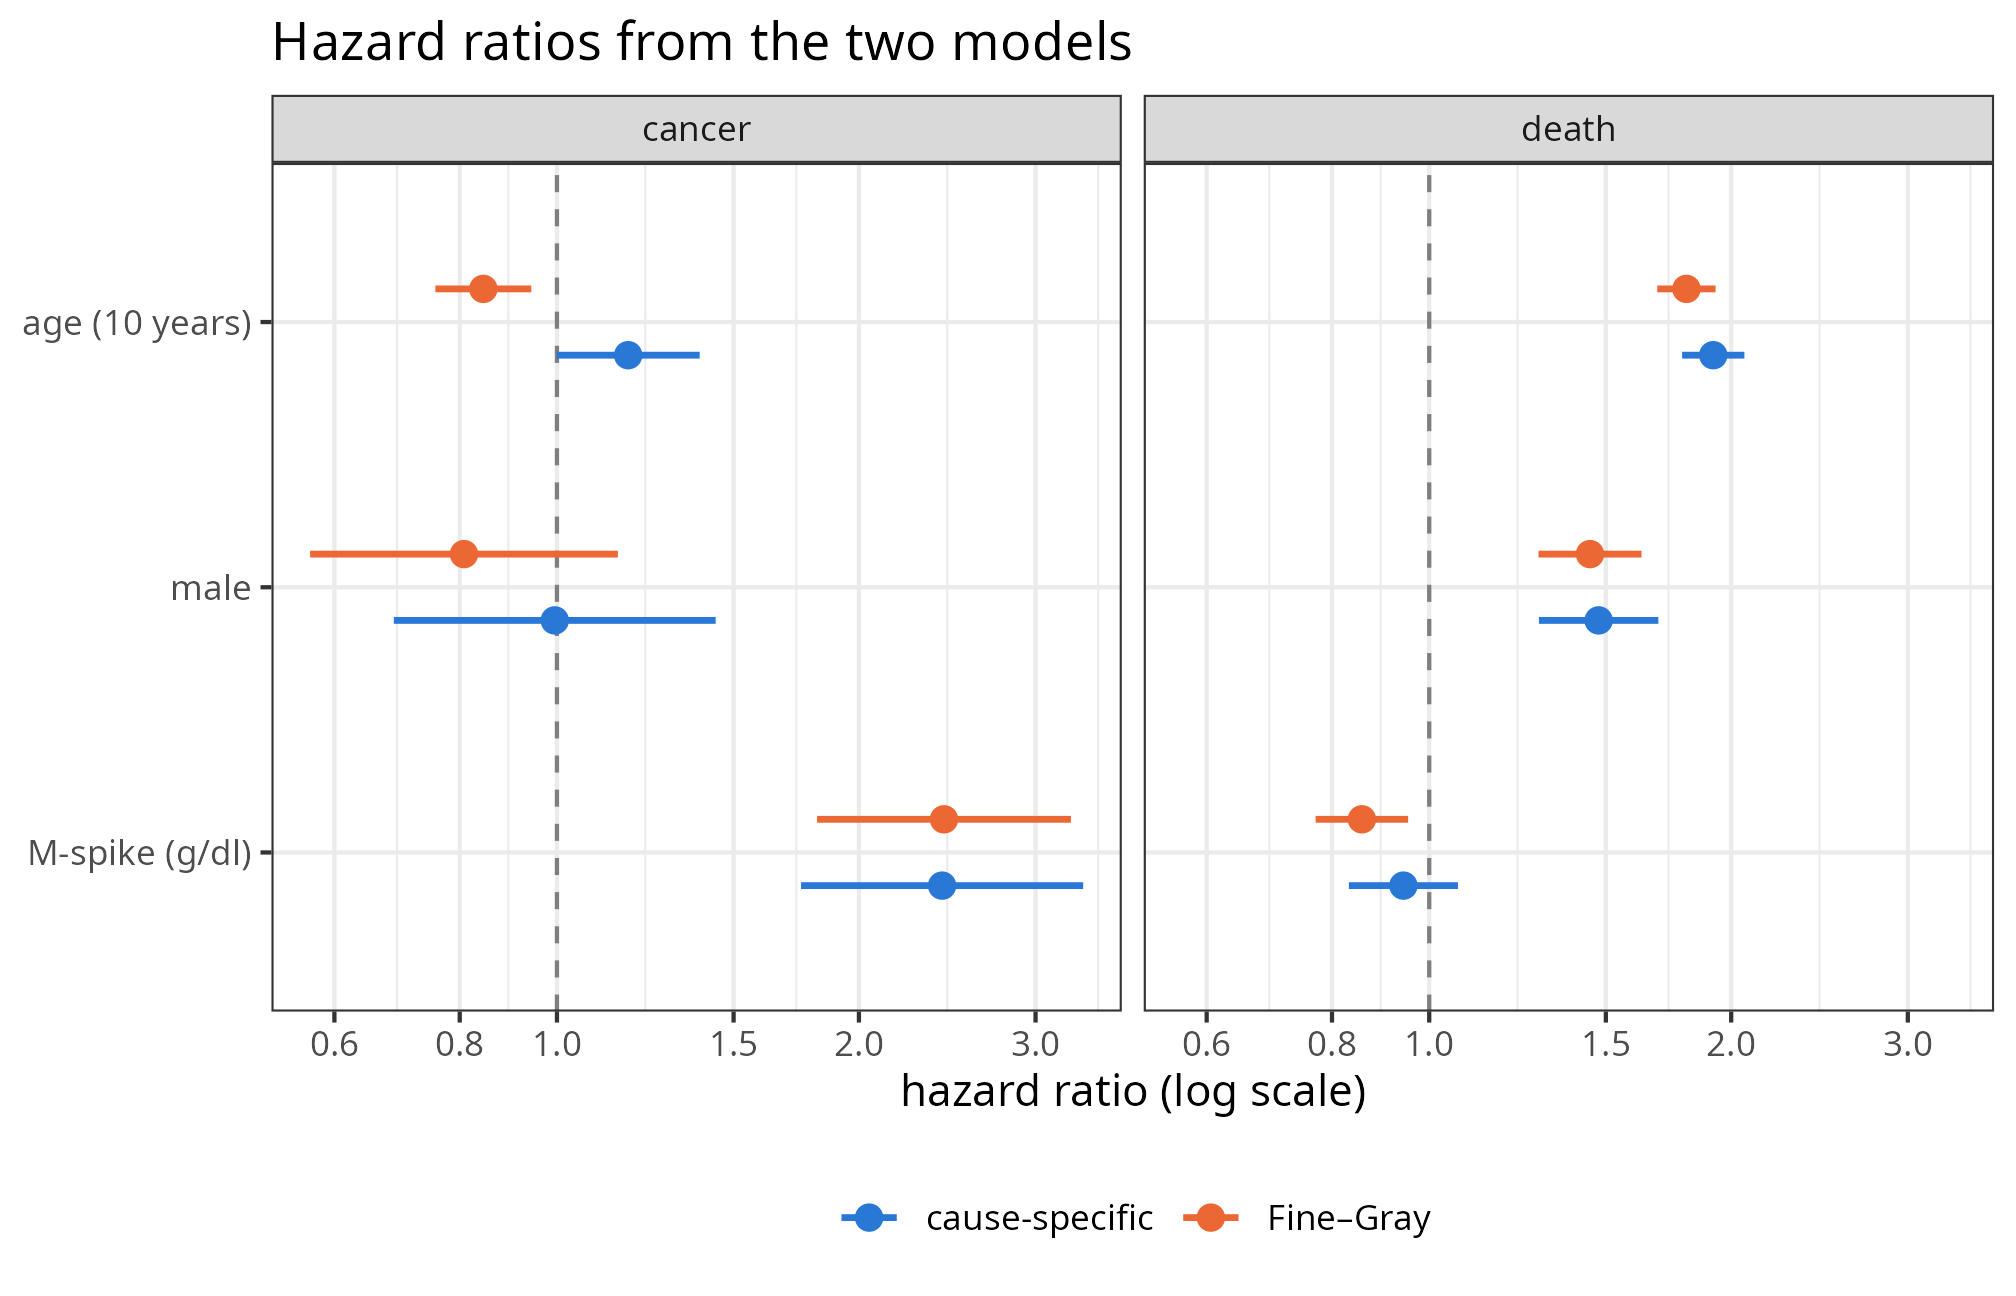 Hazard ratios from the two models
cancer
death
age (10 years)
male
M-spike (g/dl)
0.6 0.8 1.0 1.5 2.0 3.0
0.6 0.8 1.0 1.5 2.0 3.0
hazard ratio (log scale)
cause-specific Fine–Gray